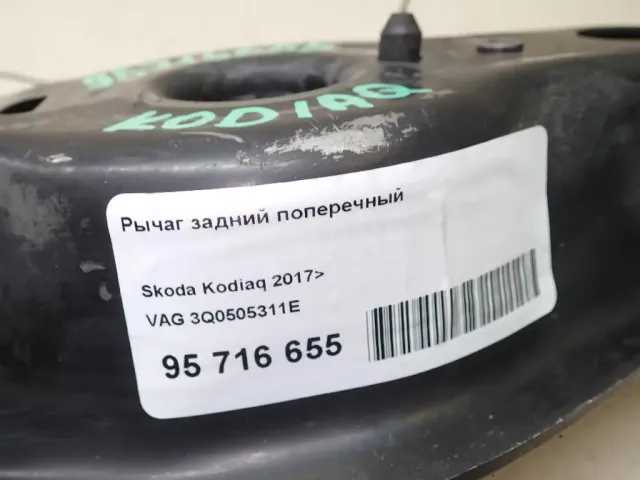 KODIAQ
Рычаг задний поперечный
Skoda Kodiaq 2017>
VAG 3Q0505311E
95 716 655